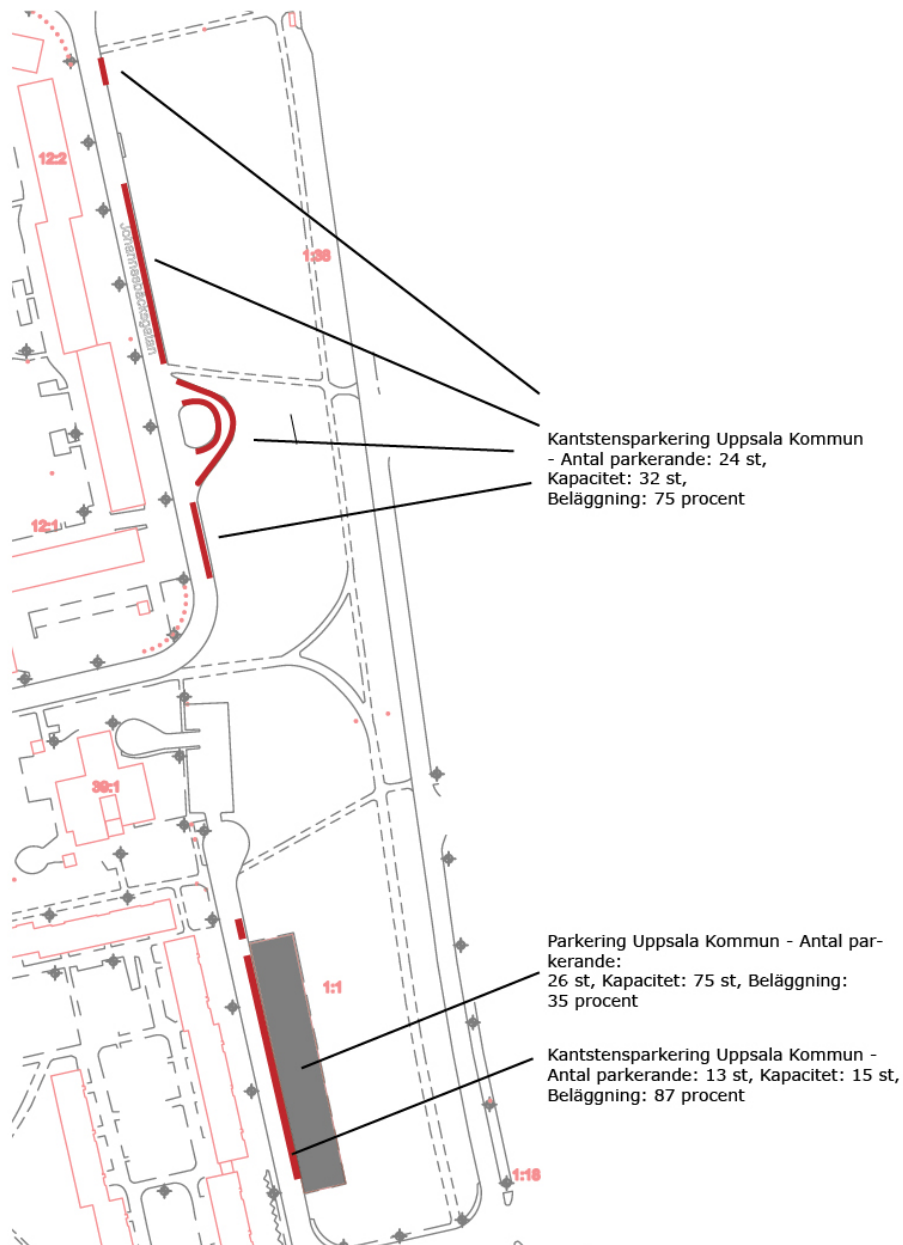 12:2
Johannesbäcksgatan
1:36
Kantstensparkering Uppsala Kommun
- Antal parkerande: 24 st,
Kapacitet: 32 st,
Beläggning: 75 procent
12:1
39:1
Parkering Uppsala Kommun - Antal par-
kerande:
26 st, Kapacitet: 75 st, Beläggning:
35 procent
1:1
Kantstensparkering Uppsala Kommun -
Antal parkerande: 13 st, Kapacitet: 15 st,
Beläggning: 87 procent
1:18